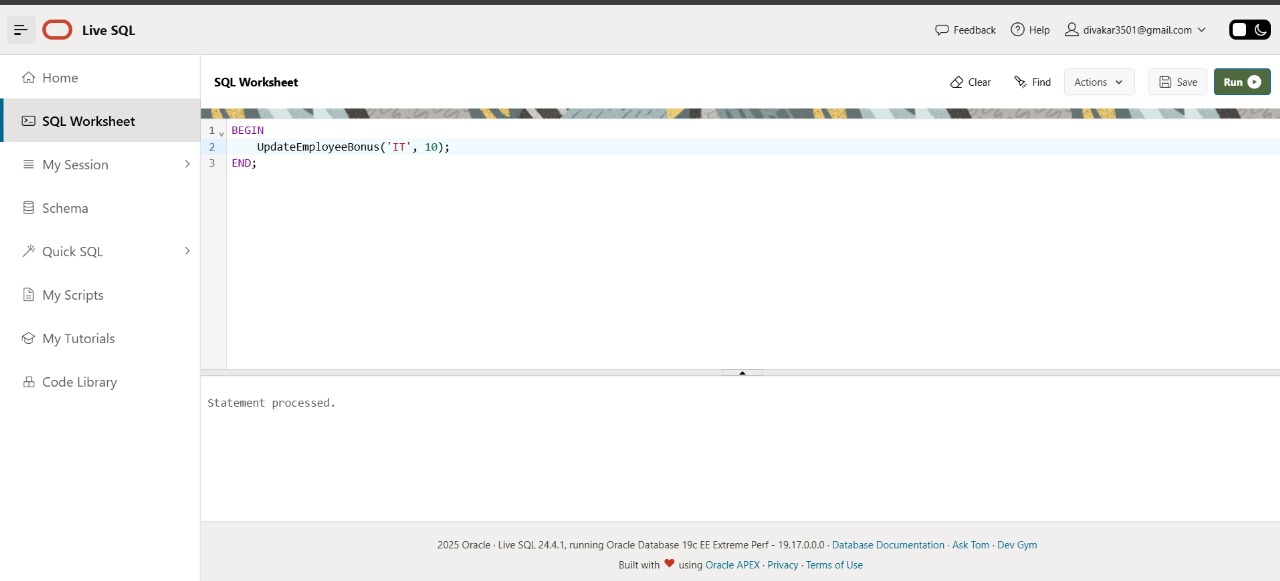 Live SQL
Feedback
Help
divakar3501@gmail.com
Home
SQL Worksheet
My Session
Schema
Quick SQL
My Scripts
My Tutorials
Code Library
SQL Worksheet
Clear
Find
Actions
Save
Run
1 BEGIN
2     UpdateEmployeeBonus('IT', 10);
3 END;
Statement processed.
2025 Oracle · Live SQL 24.4.1, running Oracle Database 19c EE Extreme Perf - 19.17.0.0.0 · Database Documentation · Ask Tom · Dev Gym
Built with ❤ using Oracle APEX · Privacy · Terms of Use